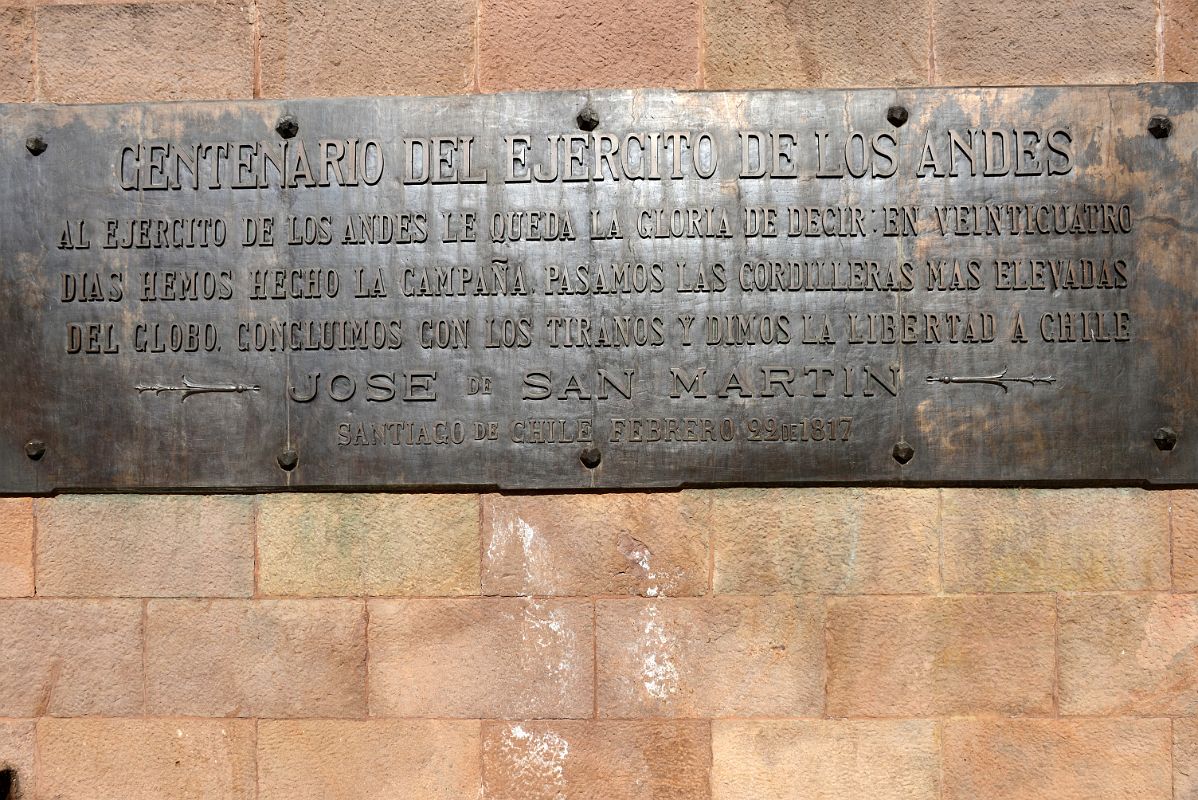 CENTENARIO DEL EJERCITO DE LOS ANDES
AL EJERCITO DE LOS ANDES LE QUEDA LA GLORIA DE DECIR: EN VEINTICUATRO
DIAS HEMOS HECHO LA CAMPAÑA, PASAMOS LAS CORDILLERAS MAS ELEVADAS
DEL GLOBO, CONCLUIMOS CON LOS TIRANOS Y DIMOS LA LIBERTAD A CHILE
JOSE DE SAN MARTIN
SANTIAGO DE CHILE FEBRERO 22 DE 1817